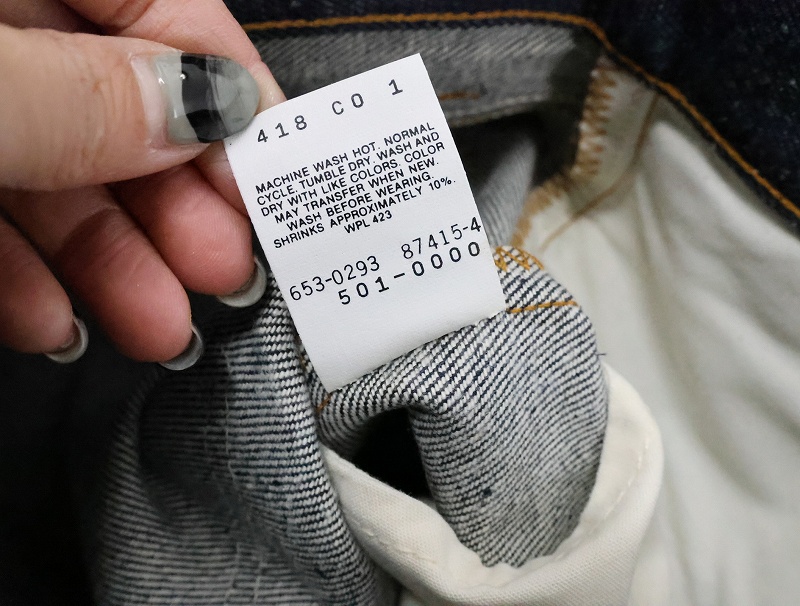 418 CO 1
MACHINE WASH HOT. NORMAL
CYCLE. TUMBLE DRY. WASH AND
DRY WITH LIKE COLORS. COLOR
MAY TRANSFER WHEN NEW.
WASH BEFORE WEARING.
SHRINKS APPROXIMATELY 10%.
WPL 423
653-0293 87415-4
501-0000